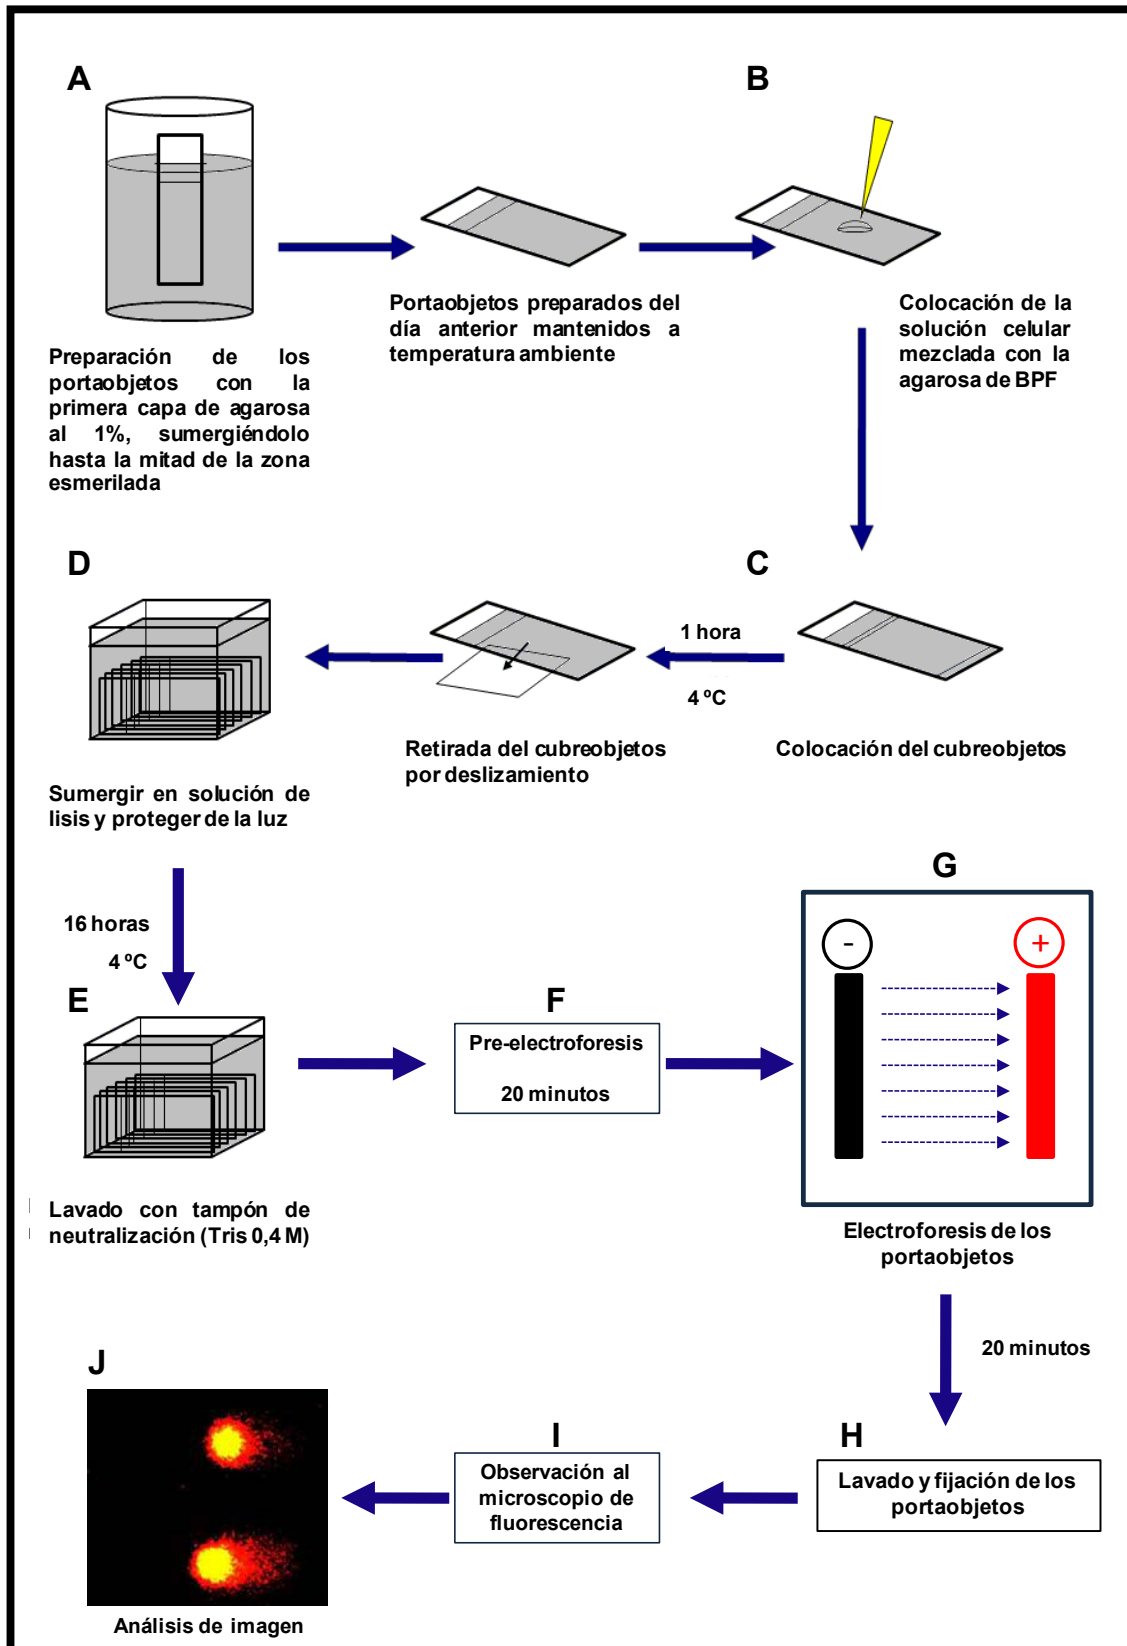 A
Preparación de los
portaobjetos con la
primera capa de agarosa
al 1%, sumergiéndolo
hasta la mitad de la zona
esmerilada
Portaobjetos preparados del
día anterior mantenidos a
temperatura ambiente
B
Colocación de la
solución celular
mezclada con la
agarosa de BPF
C
Colocación del cubreobjetos
1 hora
4 ºC
Retirada del cubreobjetos
por deslizamiento
D
Sumergir en solución de
lisis y proteger de la luz
16 horas
4 ºC
E
Lavado con tampón de
neutralización (Tris 0,4 M)
F
Pre-electroforesis
20 minutos
G
- +
Electroforesis de los
portaobjetos
20 minutos
H
Lavado y fijación de los
portaobjetos
I
Observación al
microscopio de
fluorescencia
J
Análisis de imagen